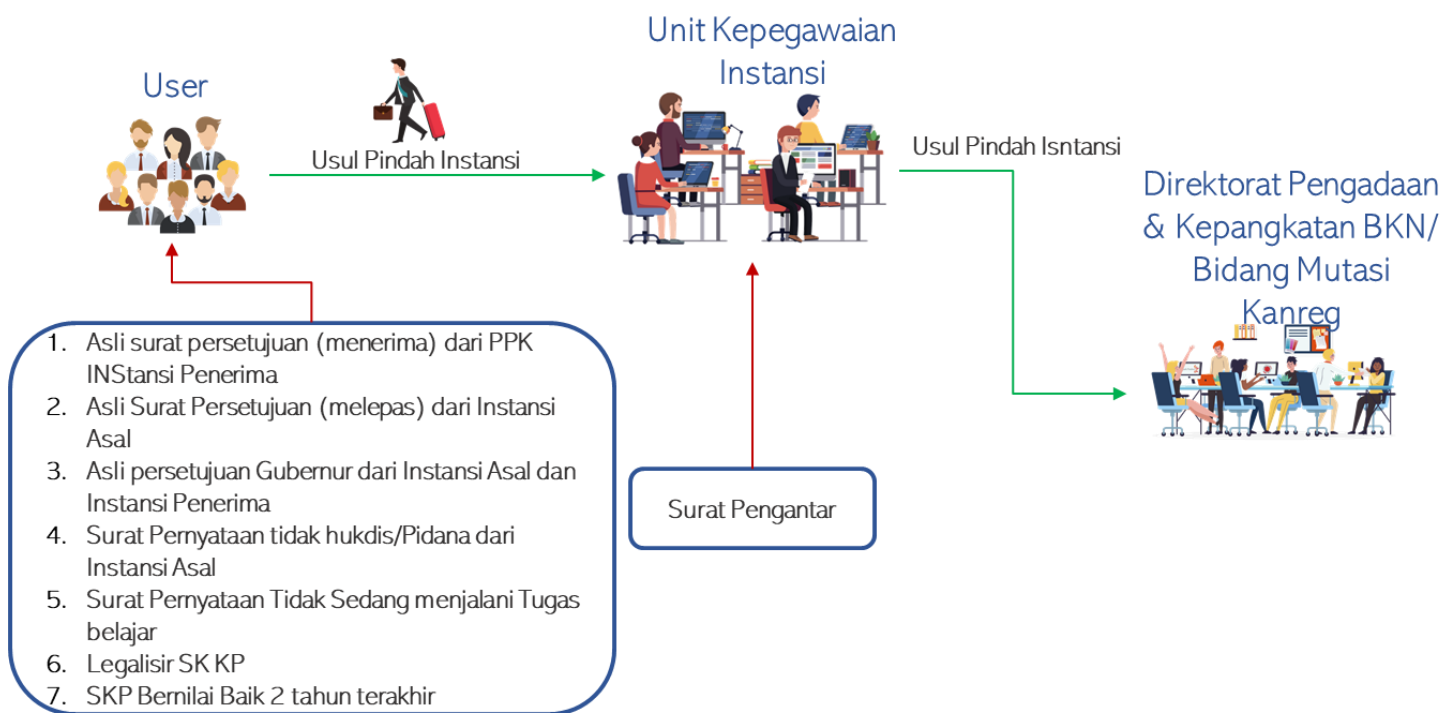 User
Usul Pindah Instansi
Unit Kepegawaian
Instansi
Usul Pindah Isntansi
Direktorat Pengadaan
& Kepangkatan BKN/
Bidang Mutasi
Kanreg
1. Asli surat persetujuan (menerima) dari PPK
INStansi Penerima
2. Asli Surat Persetujuan (melepas) dari Instansi
Asal
3. Asli persetujuan Gubernur dari Instansi Asal dan
Instansi Penerima
4. Surat Pernyataan tidak hukdis/Pidana dari
Instansi Asal
5. Surat Pernyataan Tidak Sedang menjalani Tugas
belajar
6. Legalisir SK KP
7. SKP Bernilai Baik 2 tahun terakhir
Surat Pengantar